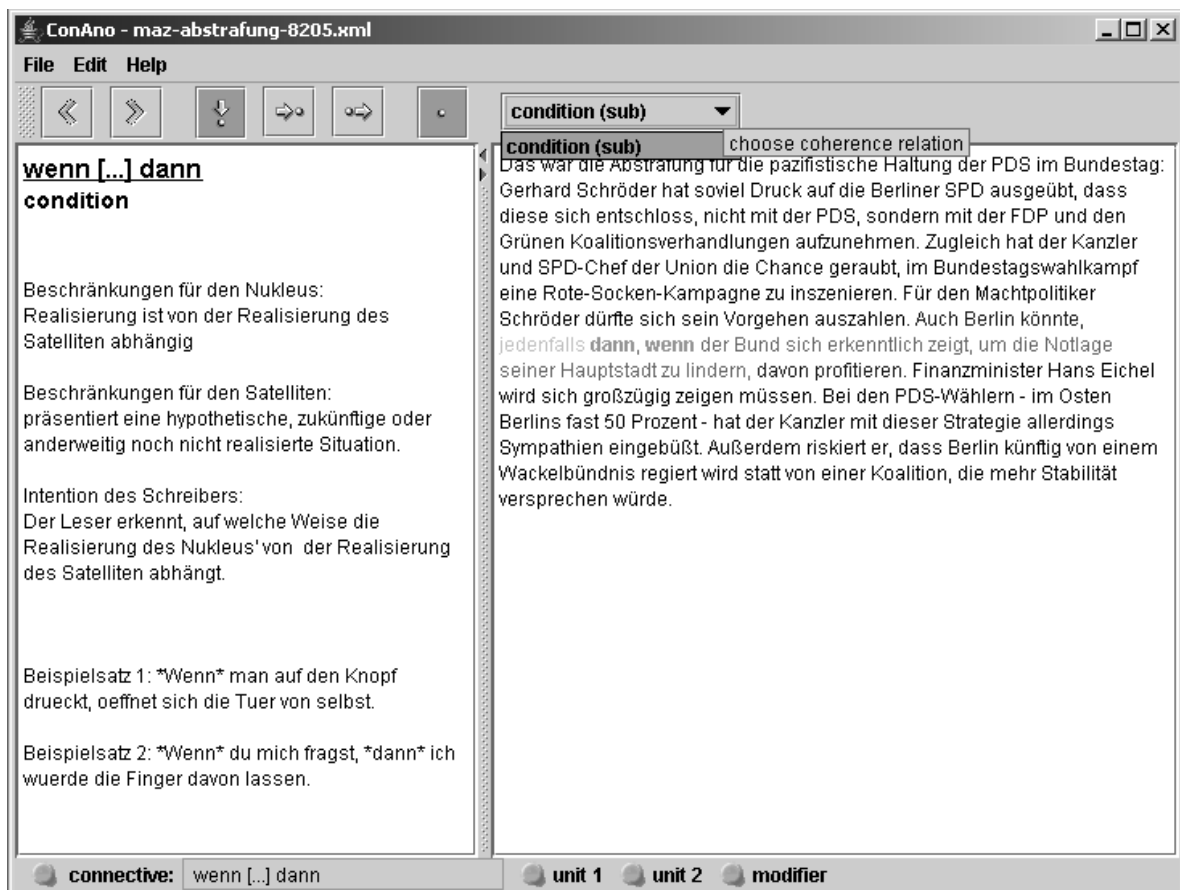 ConAno - maz-abstrafung-8205.xml
File Edit Help
condition (sub)
condition (sub)
choose coherence relation
wenn [...] dann
condition
Beschränkungen für den Nukleus:
Realisierung ist von der Realisierung des
Satelliten abhängig
Beschränkungen für den Satelliten:
präsentiert eine hypothetische, zukünftige oder
anderweitig noch nicht realisierte Situation.
Intention des Schreibers:
Der Leser erkennt, auf welche Weise die
Realisierung des Nukleus' von der Realisierung
des Satelliten abhängt.
Beispielsatz 1: *Wenn* man auf den Knopf
drueckt, oeffnet sich die Tuer von selbst.
Beispielsatz 2: *Wenn* du mich fragst, *dann* ich
wuerde die Finger davon lassen.
Das war die Abstrafung für die pazifistische Haltung der PDS im Bundestag:
Gerhard Schröder hat soviel Druck auf die Berliner SPD ausgeübt, dass
diese sich entschloss, nicht mit der PDS, sondern mit der FDP und den
Grünen Koalitionsverhandlungen aufzunehmen. Zugleich hat der Kanzler
und SPD-Chef der Union die Chance geraubt, im Bundestagswahlkampf
eine Rote-Socken-Kampagne zu inszenieren. Für den Machtpolitiker
Schröder dürfte sich sein Vorgehen auszahlen. Auch Berlin könnte,
jedenfalls dann, wenn der Bund sich erkenntlich zeigt, um die Notlage
seiner Hauptstadt zu lindern, davon profitieren. Finanzminister Hans Eichel
wird sich großzügig zeigen müssen. Bei den PDS-Wählern - im Osten
Berlins fast 50 Prozent - hat der Kanzler mit dieser Strategie allerdings
Sympathien eingebüßt. Außerdem riskiert er, dass Berlin künftig von einem
Wackelbündnis regiert wird statt von einer Koalition, die mehr Stabilität
versprechen würde.
connective: wenn [...] dann
unit 1 unit 2 modifier